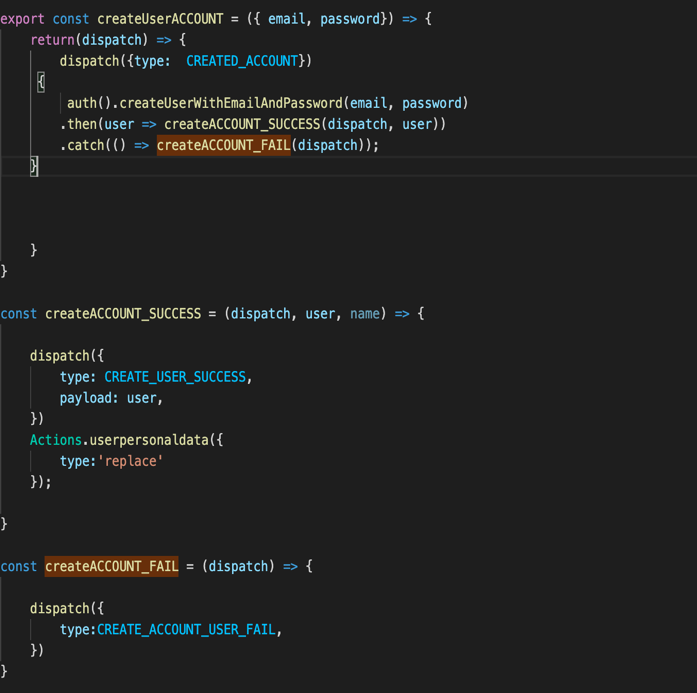 export const createUserACCOUNT = ({ email, password}) => {
    return(dispatch) => {
        dispatch({type:  CREATED_ACCOUNT})
     {
         auth().createUserWithEmailAndPassword(email, password)
        .then(user => createACCOUNT_SUCCESS(dispatch, user))
        .catch(() => createACCOUNT_FAIL(dispatch));
    }
    }
}
const createACCOUNT_SUCCESS = (dispatch, user, name) => {
    dispatch({
        type: CREATE_USER_SUCCESS,
        payload: user,
    })
    Actions.userpersonaldata({
        type:'replace'
    });
}
const createACCOUNT_FAIL = (dispatch) => {
    dispatch({
        type:CREATE_ACCOUNT_USER_FAIL,
    })
}